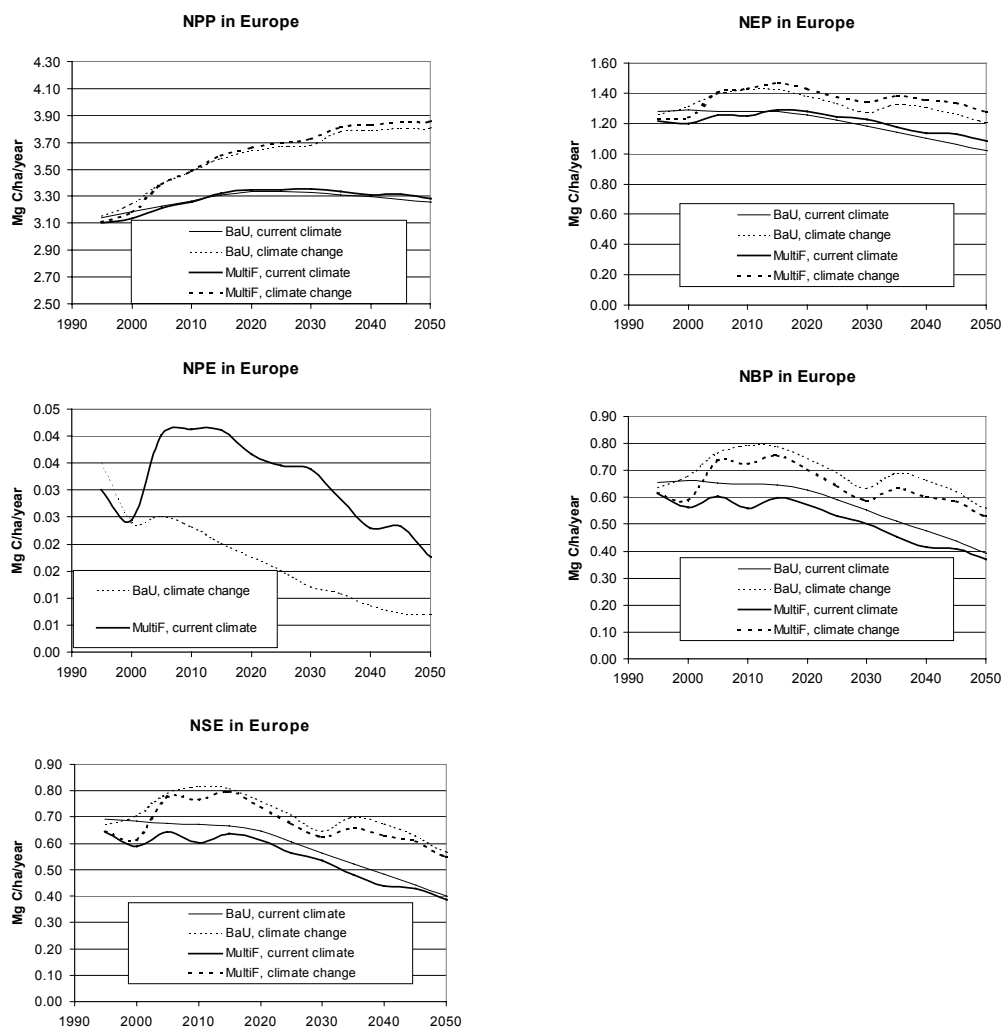 NPP in Europe
4.30
4.10
3.90
3.70
3.50
3.30
3.10
2.90
2.70
2.50
Mg C/ha/year
BaU, current climate
BaU, climate change
MultiF, current climate
MultiF, climate change
1990 2000 2010 2020 2030 2040 2050
NEP in Europe
1.60
1.40
1.20
1.00
0.80
0.60
0.40
0.20
0.00
Mg C/ha/year
BaU, current climate
BaU, climate change
MultiF, current climate
MultiF, climate change
1990 2000 2010 2020 2030 2040 2050
NPE in Europe
0.05
0.04
0.04
0.03
0.03
0.02
0.02
0.01
0.01
0.00
Mg C/ha/year
BaU, climate change
MultiF, current climate
1990 2000 2010 2020 2030 2040 2050
NBP in Europe
0.90
0.80
0.70
0.60
0.50
0.40
0.30
0.20
0.10
0.00
Mg C/ha/year
BaU, current climate
BaU, climate change
MultiF, current climate
MultiF, climate change
1990 2000 2010 2020 2030 2040 2050
NSE in Europe
0.90
0.80
0.70
0.60
0.50
0.40
0.30
0.20
0.10
0.00
Mg C/ha/year
BaU, current climate
BaU, climate change
MultiF, current climate
MultiF, climate change
1990 2000 2010 2020 2030 2040 2050